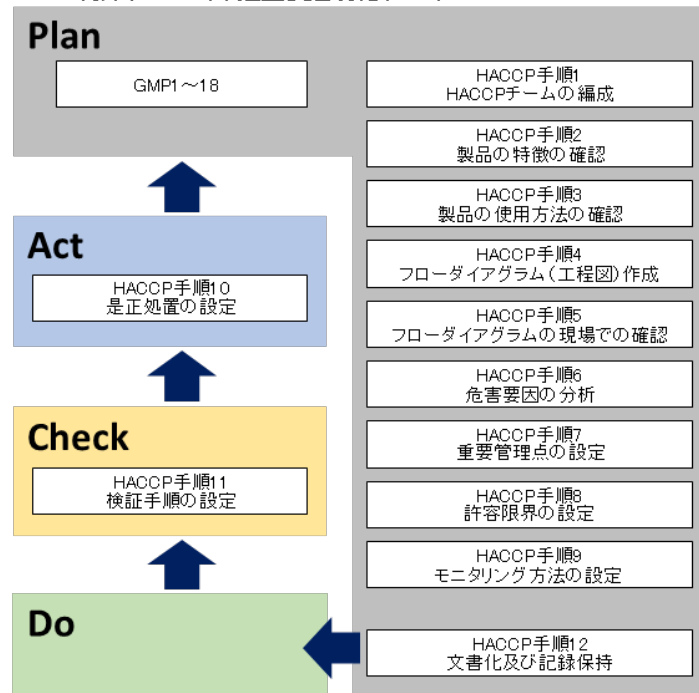 Plan
GMP1～18
HACCP手順1
HACCPチームの編成
HACCP手順2
製品の特徴の確認
HACCP手順3
製品の使用方法の確認
HACCP手順4
フローダイアグラム(工程図)作成
HACCP手順5
フローダイアグラムの現場での確認
HACCP手順6
危害要因の分析
HACCP手順7
重要管理点の設定
HACCP手順8
許容限界の設定
HACCP手順9
モニタリング方法の設定
HACCP手順12
文書化及び記録保持
Act
HACCP手順10
是正処置の設定
Check
HACCP手順11
検証手順の設定
Do